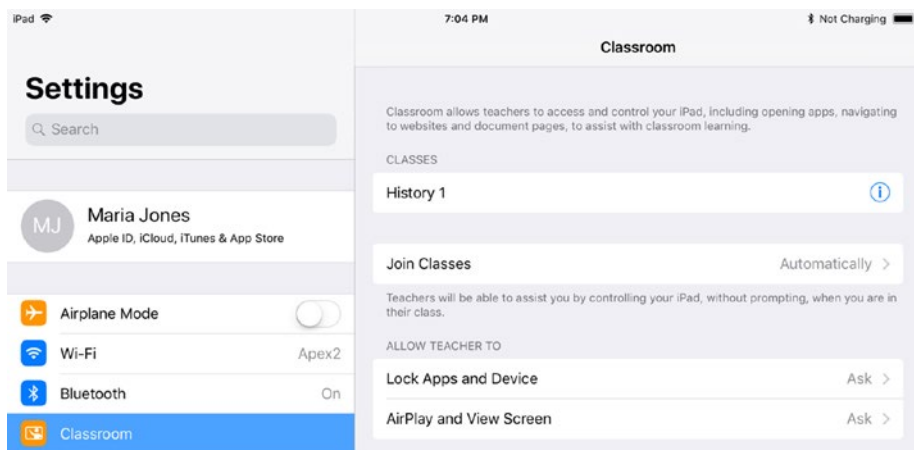 iPad
7:04 PM
Not Charging
Settings
Search
MJ
Maria Jones
Apple ID, iCloud, iTunes & App Store
Airplane Mode
Wi-Fi
Apex2
Bluetooth
On
Classroom
Classroom
Classroom allows teachers to access and control your iPad, including opening apps, navigating
to websites and document pages, to assist with classroom learning.
CLASSES
History 1
Join Classes
Automatically
Teachers will be able to assist you by controlling your iPad, without prompting, when you are in
their class.
ALLOW TEACHER TO
Lock Apps and Device
Ask
AirPlay and View Screen
Ask